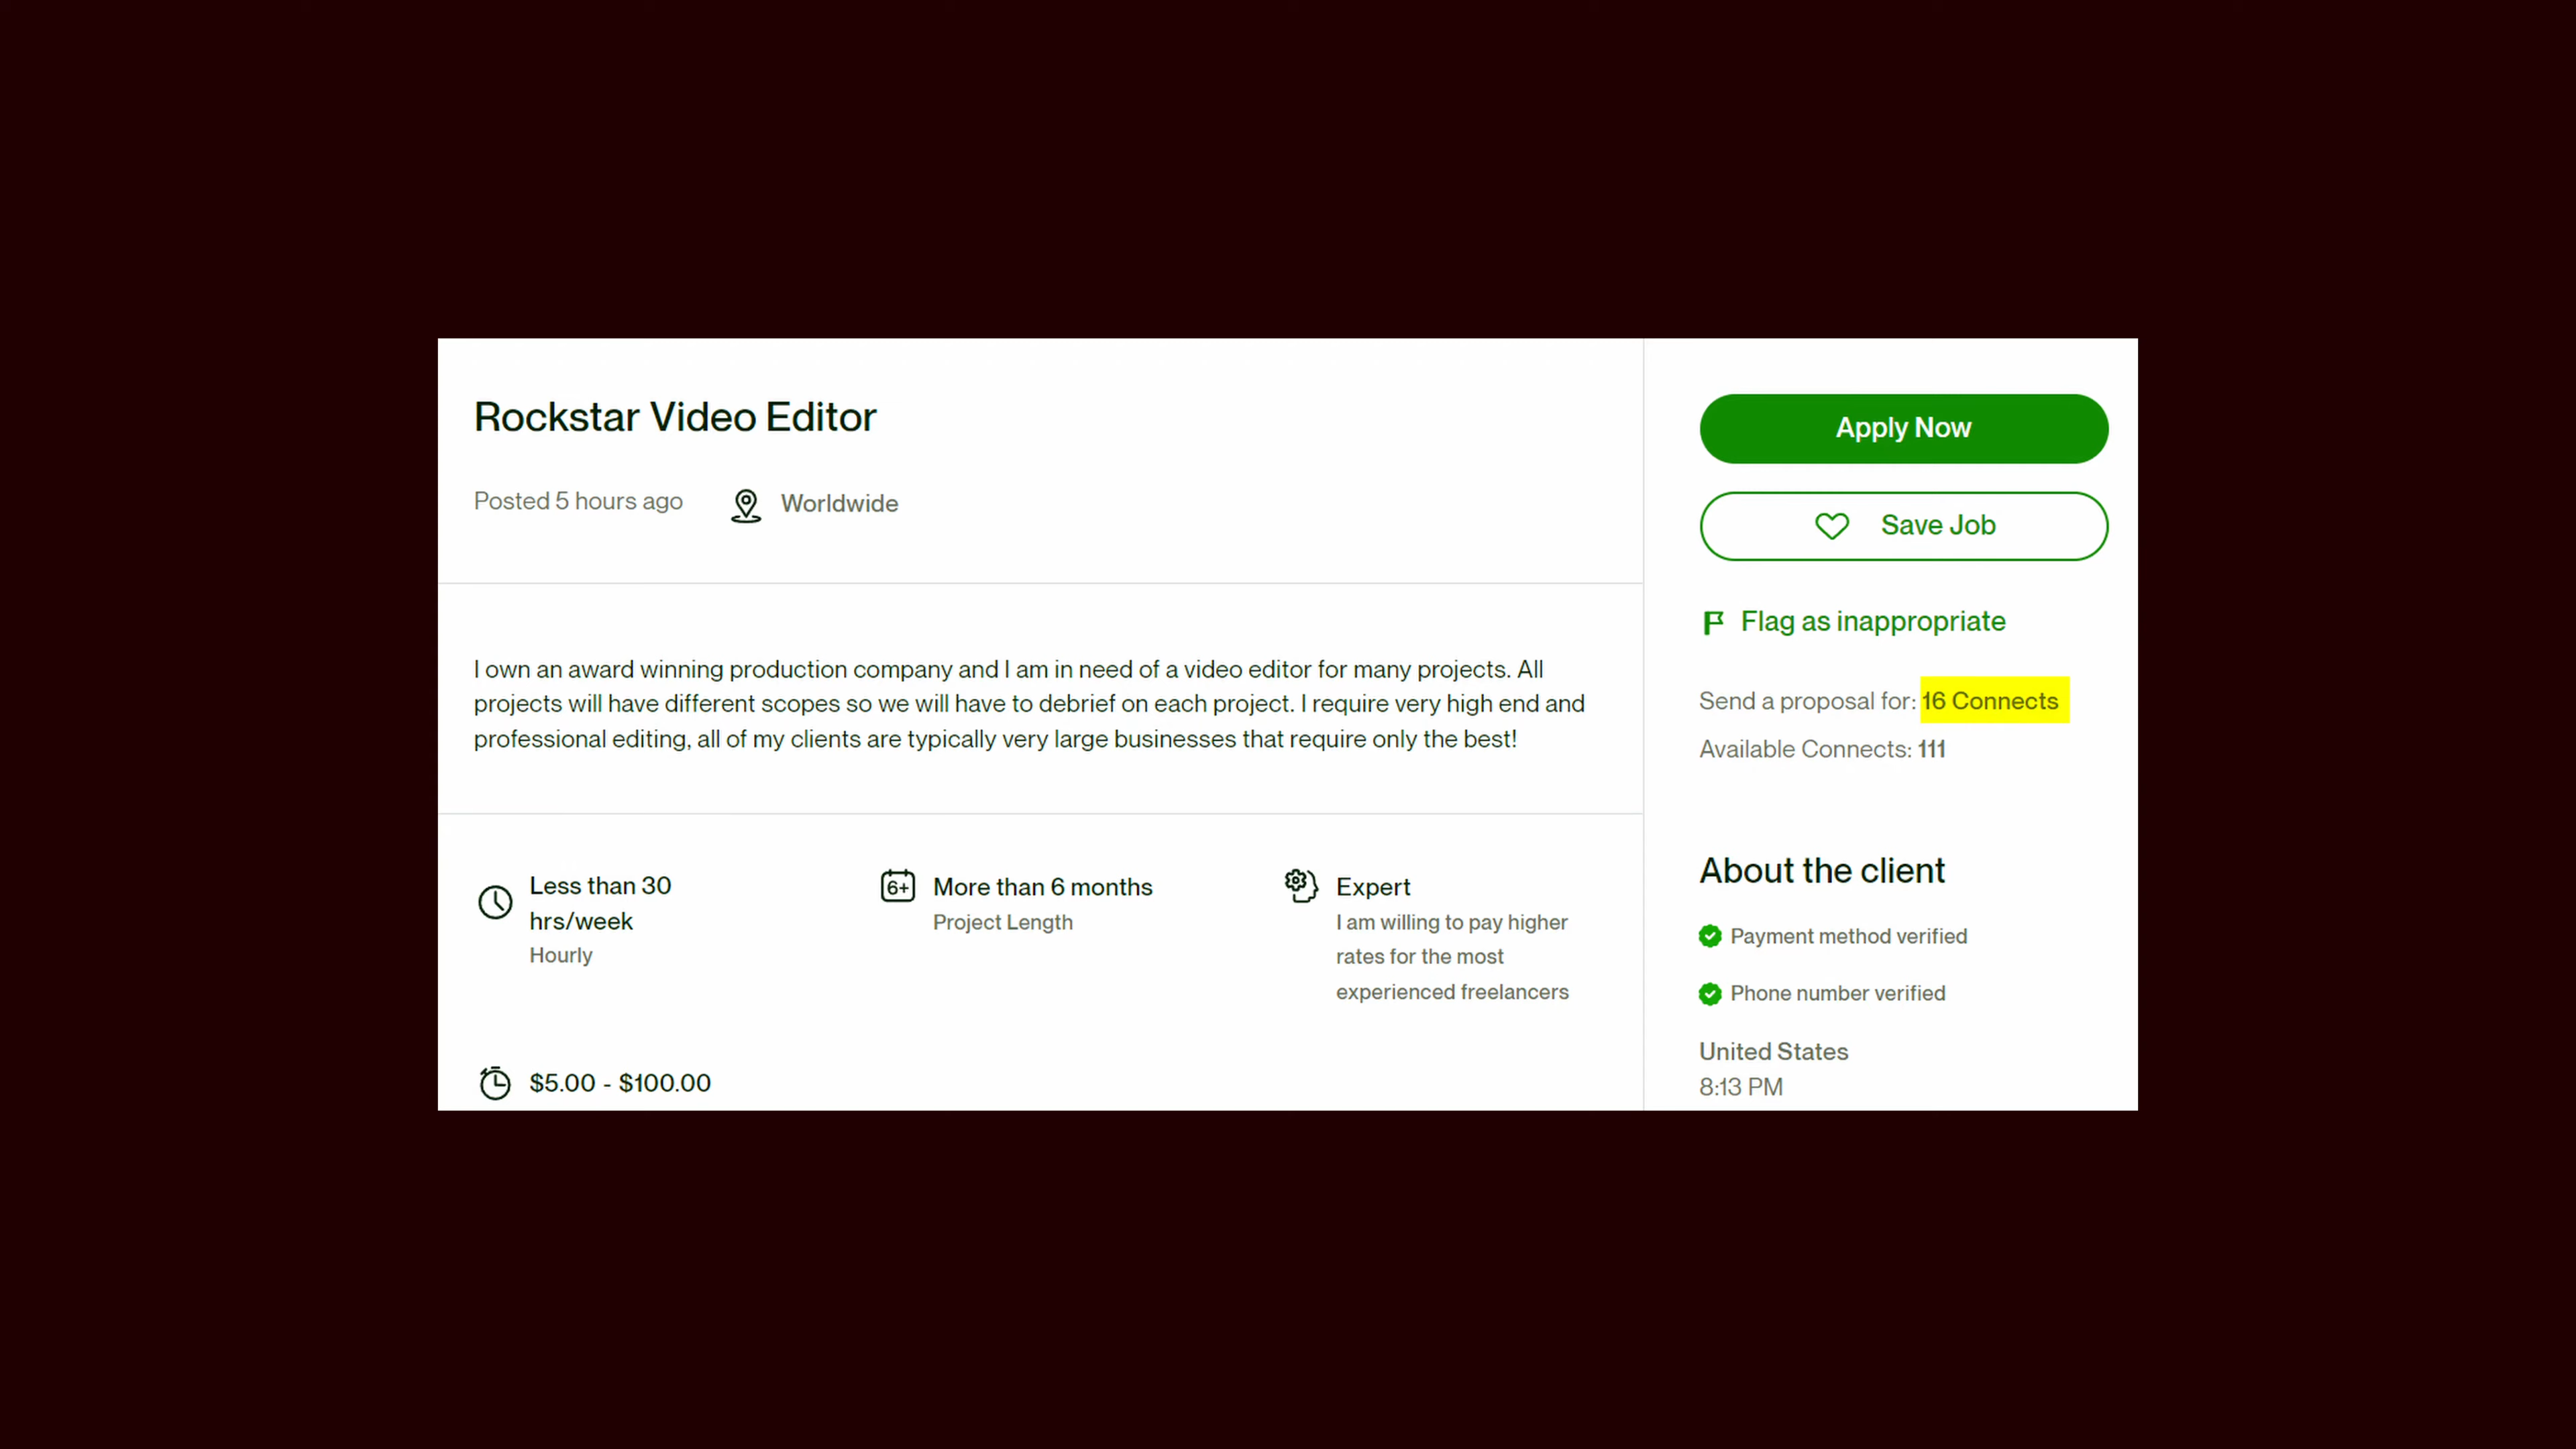 Rockstar Video Editor
Posted 5 hours ago
Worldwide
I own an award winning production company and I am in need of a video editor for many projects. All
projects will have different scopes so we will have to debrief on each project. I require very high end and
professional editing, all of my clients are typically very large businesses that require only the best!
Less than 30
hrs/week
Hourly
6+
More than 6 months
Project Length
Expert
I am willing to pay higher
rates for the most
experienced freelancers
$5.00 - $100.00
Apply Now
Save Job
Flag as inappropriate
Send a proposal for: 16 Connects
Available Connects: 111
About the client
Payment method verified
Phone number verified
United States
8:13 PM